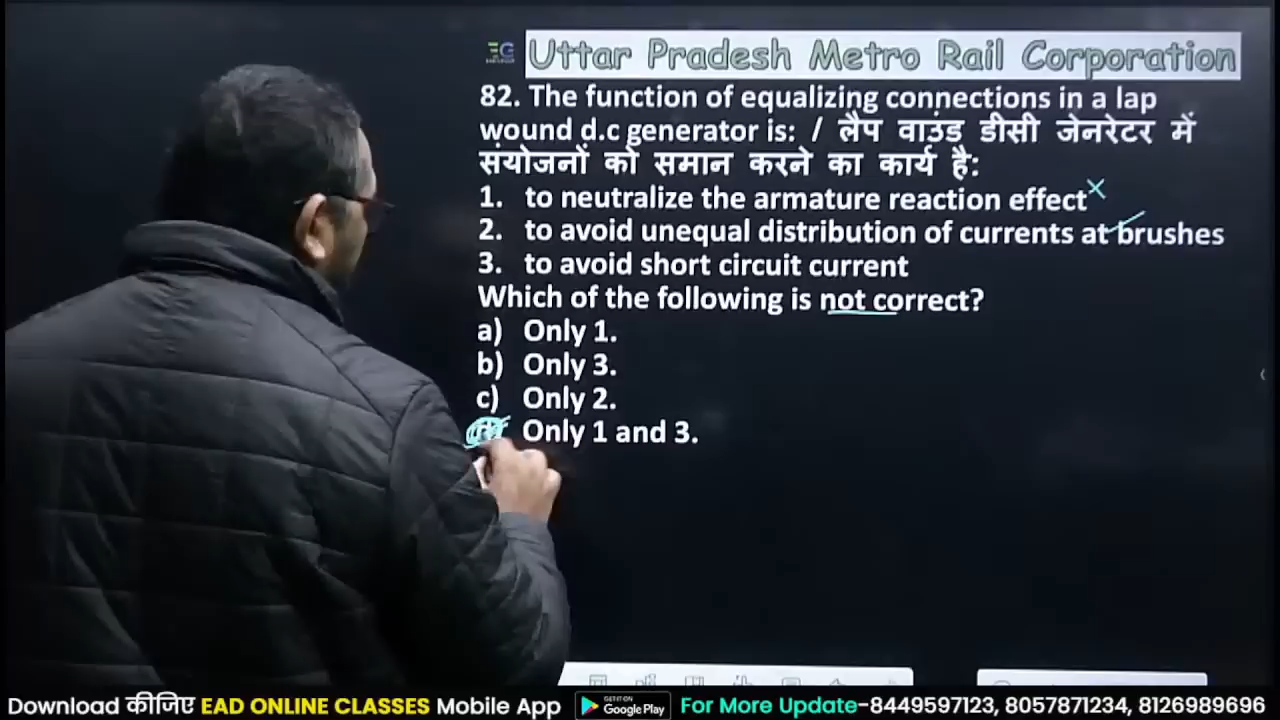 EG Uttar Pradesh Metro Rail Corporation
82. The function of equalizing connections in a lap
wound d.c generator is: / लैप वाउंड डीसी जेनरेटर में
संयोजनों को समान करने का कार्य है:
1. to neutralize the armature reaction effect
2. to avoid unequal distribution of currents at brushes
3. to avoid short circuit current
Which of the following is not correct?
a) Only 1.
b) Only 3.
c) Only 2.
Only 1 and 3.
Download कीजिए EAD ONLINE CLASSES Mobile App GET IT ON Google Play For More Update-8449597123, 8057871234, 8126989696